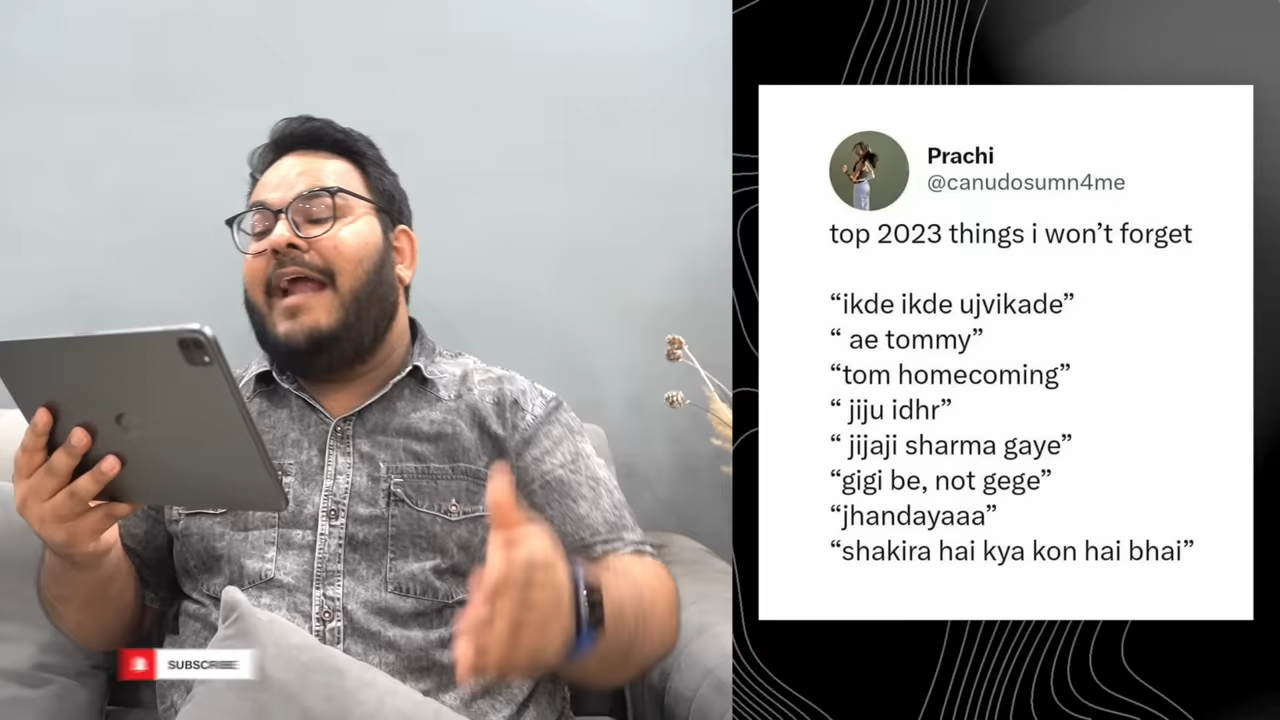 Prachi
@canudosumn4me
top 2023 things i won’t forget
“ikde ikde ujvikade”
“ ae tommy”
“tom homecoming”
“ jiju idhr”
“ jijaji sharma gaye”
“gigi be, not gege”
“jhandayaaa”
“shakira hai kya kon hai bhai”
SUBSCRIBE